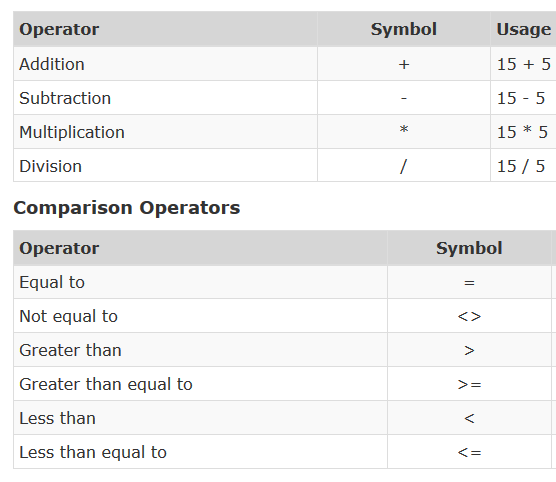 Operator Symbol Usage
Addition + 15 + 5
Subtraction - 15 - 5
Multiplication * 15 * 5
Division / 15 / 5
Comparison Operators
Operator Symbol
Equal to =
Not equal to <>
Greater than >
Greater than equal to >=
Less than <
Less than equal to <=